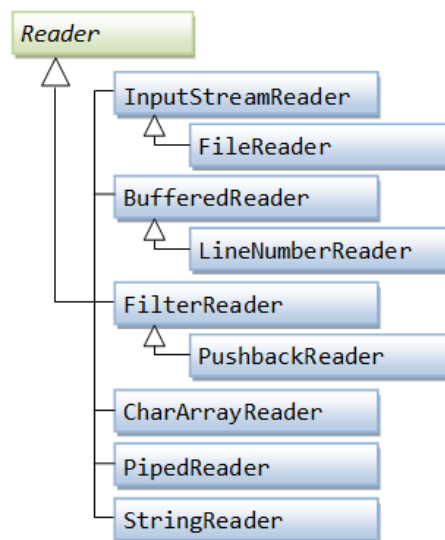 Reader
InputStreamReader
FileReader
BufferedReader
LineNumberReader
FilterReader
PushbackReader
CharArrayReader
PipedReader
StringReader